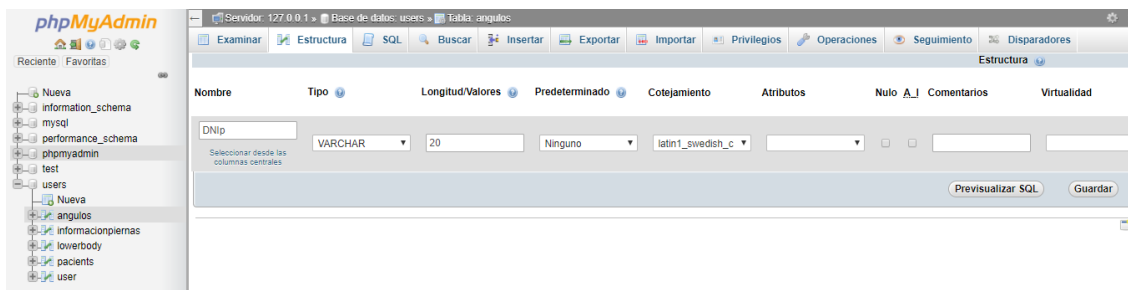 phpMyAdmin
Reciente Favoritas
Nueva
information_schema
mysql
performance_schema
phpmyadmin
test
users
Nueva
angulos
informacionpiernas
lowerbody
pacients
user
Servidor: 127.0.0.1 » Base de datos: users » Tabla: angulos
Examinar Estructura SQL Buscar Insertar Exportar Importar Privilegios Operaciones Seguimiento Disparadores
Estructura
Nombre Tipo Longitud/Valores Predeterminado Cotejamiento Atributos Nulo A_I Comentarios Virtualidad
DNIp VARCHAR 20 Ninguno latin1_swedish_c
Seleccionar desde las
columnas centrales
Previsualizar SQL Guardar